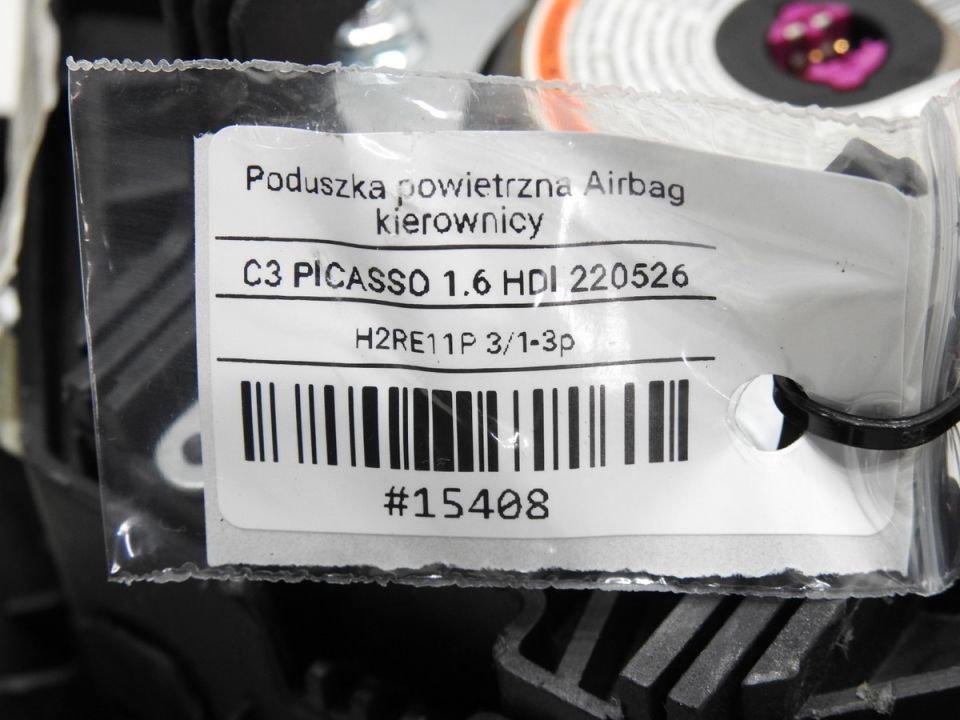 Poduszka powietrzna Airbag
kierownicy
C3 PICASSO 1.6 HDI 220526
H2RE11P 3/1-3p
#15408